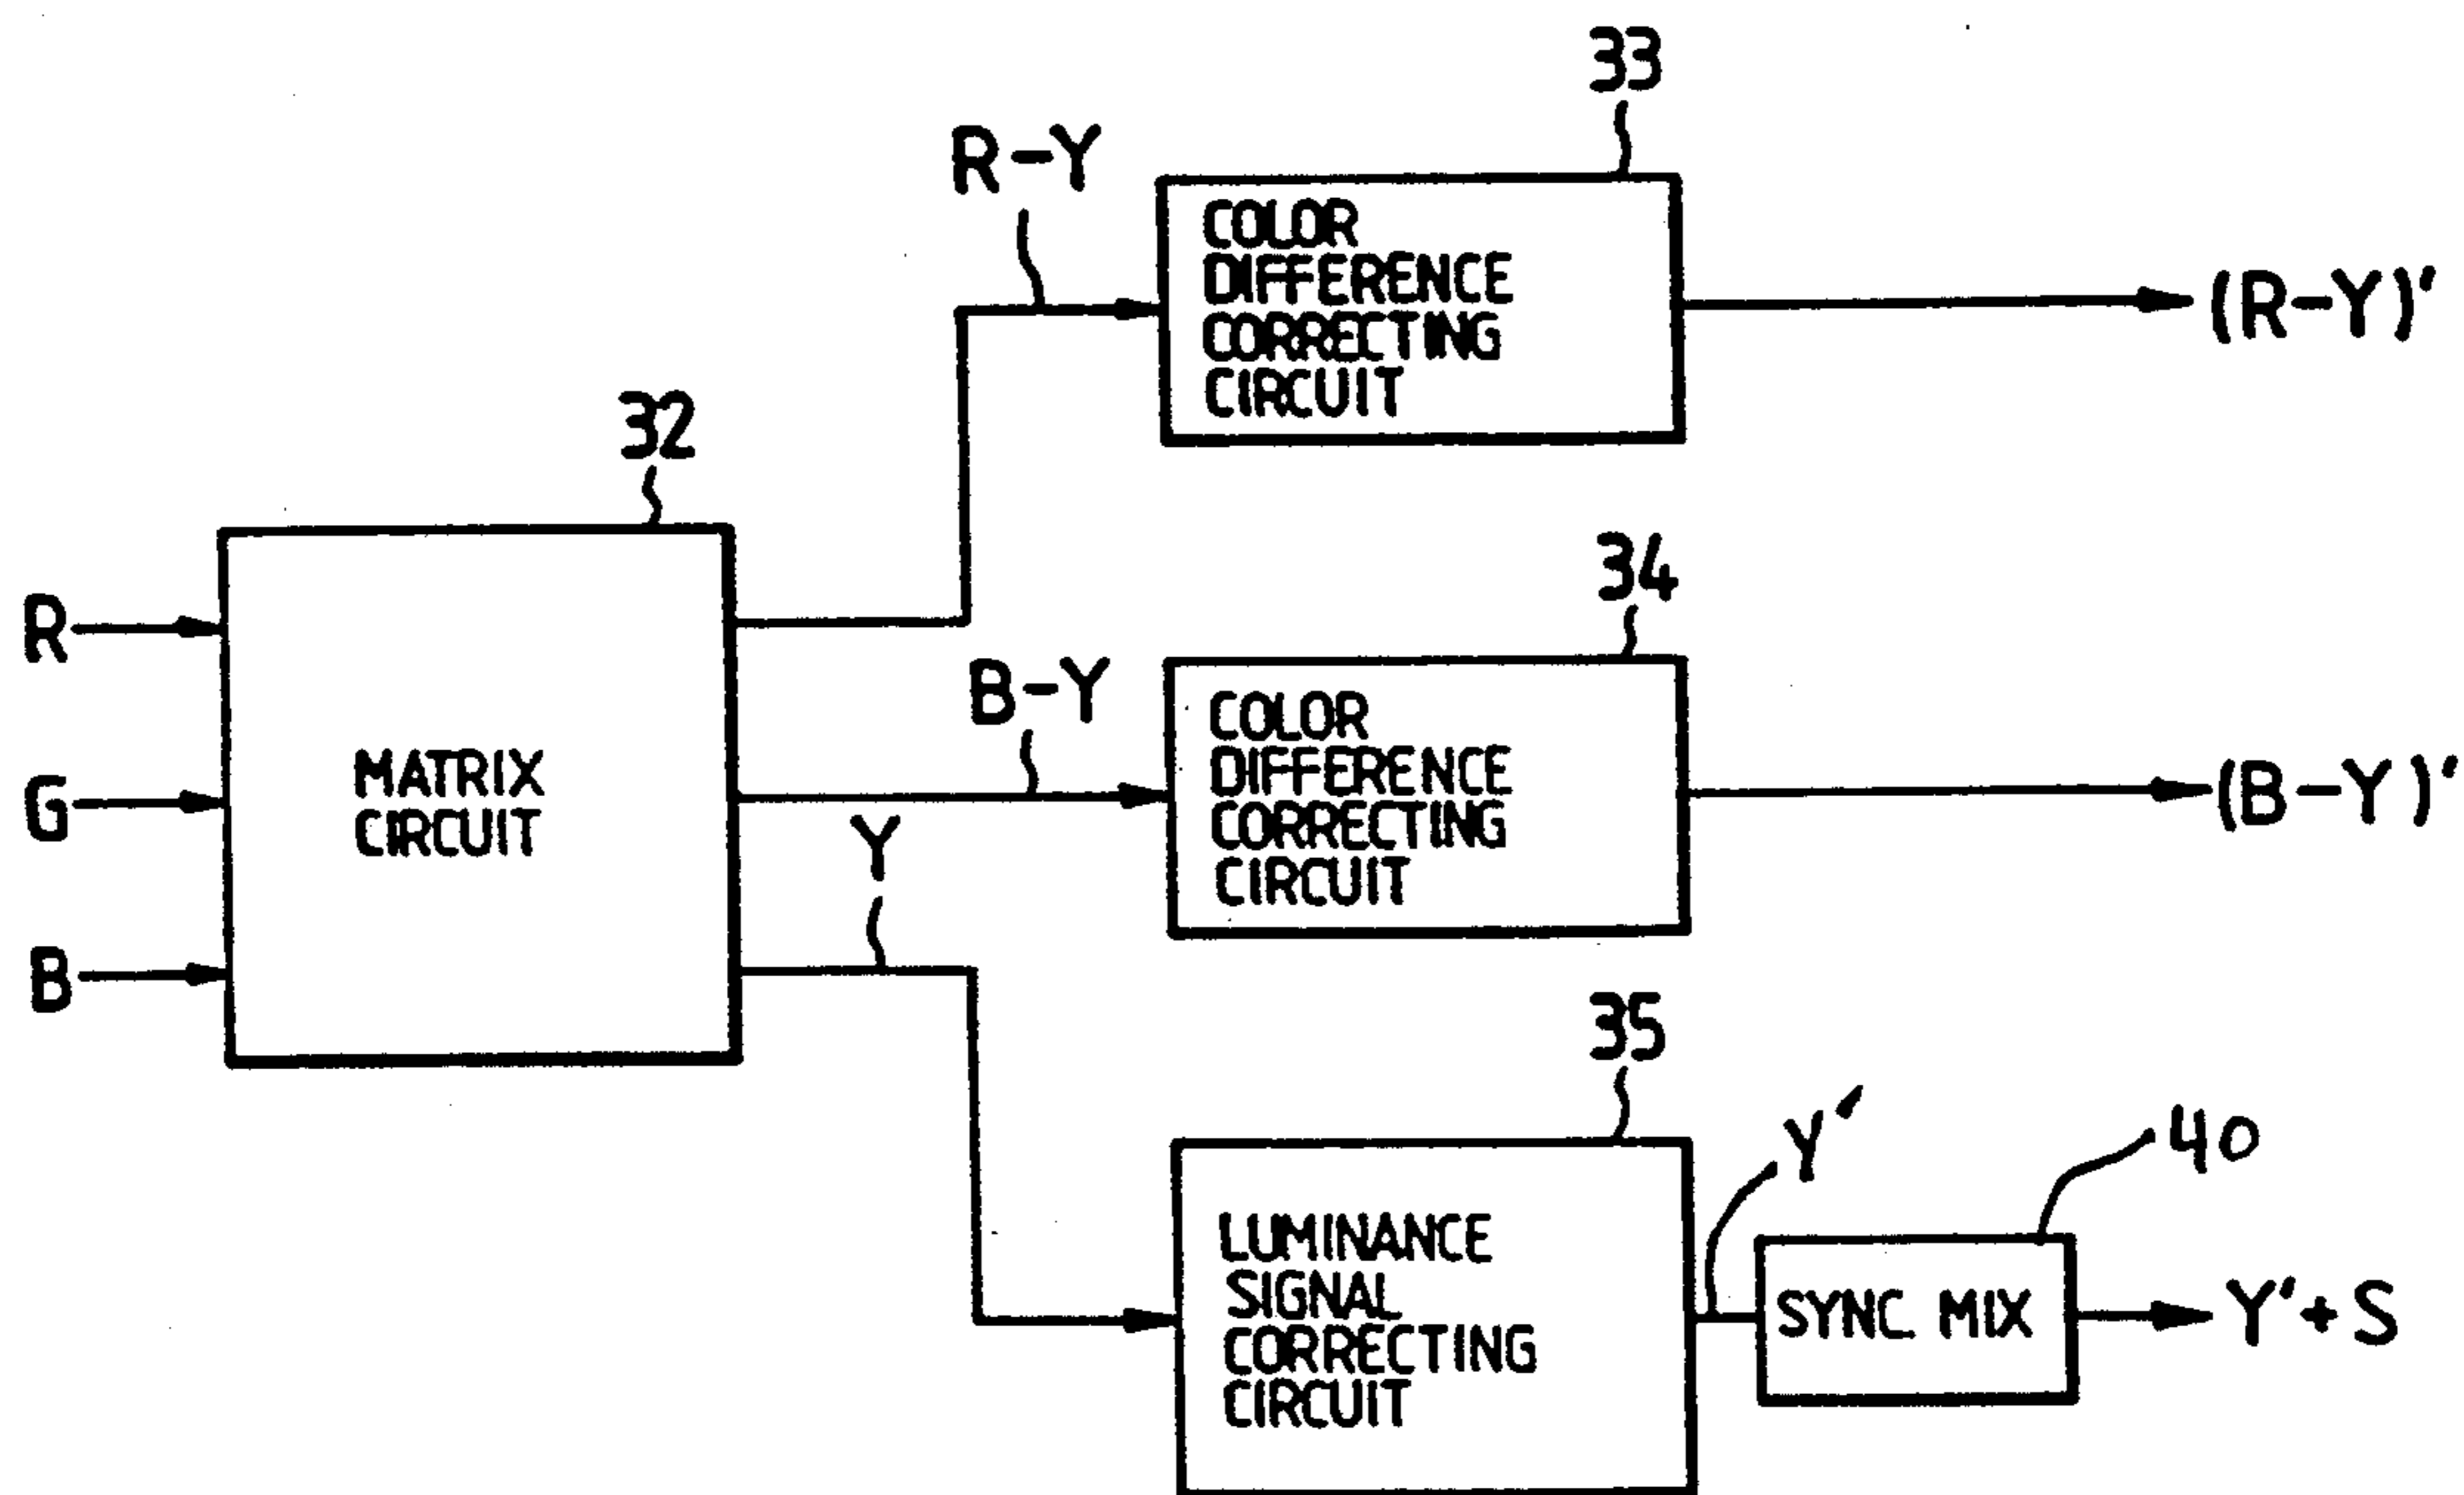 33
R-Y
COLOR
DIFFERENCE
CORRECTING
CIRCUIT
(R-Y)'
32
R
G
B
MATRIX
CIRCUIT
34
B-Y
COLOR
DIFFERENCE
CORRECTING
CIRCUIT
(B-Y)'
Y
35
LUMINANCE
SIGNAL
CORRECTING
CIRCUIT
Y'
40
SYNC MIX
Y'+S